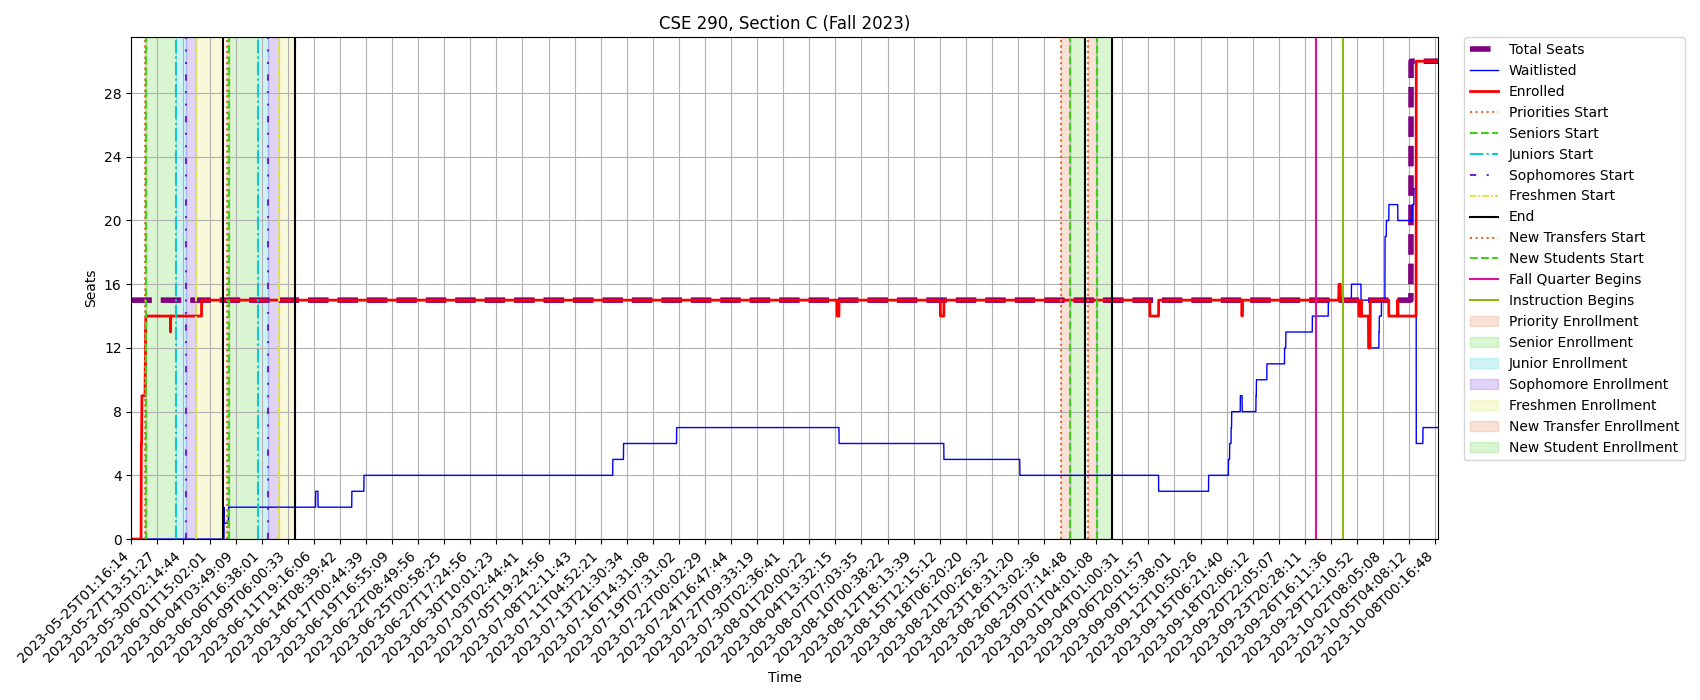 CSE 290, Section C (Fall 2023)
Seats
28
24
20
16
12
8
4
0
2023-05-25T01:16:14
2023-05-27T13:51:27
2023-05-30T02:14:44
2023-06-01T15:02:01
2023-06-04T03:49:09
2023-06-06T16:38:01
2023-06-09T06:00:33
2023-06-11T19:16:06
2023-06-14T08:39:42
2023-06-17T00:44:39
2023-06-19T16:55:09
2023-06-22T08:49:56
2023-06-25T00:58:25
2023-06-27T17:24:56
2023-06-30T10:01:23
2023-07-03T02:44:41
2023-07-05T19:24:56
2023-07-08T12:11:43
2023-07-11T04:52:21
2023-07-13T21:30:34
2023-07-16T14:31:08
2023-07-19T07:31:02
2023-07-22T00:02:29
2023-07-24T16:47:44
2023-07-27T09:33:19
2023-07-30T02:36:41
2023-08-01T20:00:22
2023-08-04T13:32:15
2023-08-07T07:03:35
2023-08-10T00:38:22
2023-08-12T18:13:39
2023-08-15T12:15:12
2023-08-18T06:20:20
2023-08-21T00:26:32
2023-08-23T18:31:20
2023-08-26T13:02:36
2023-08-29T07:14:48
2023-09-01T04:01:08
2023-09-04T01:00:31
2023-09-06T20:01:57
2023-09-09T15:38:01
2023-09-12T10:50:26
2023-09-15T06:21:40
2023-09-18T02:06:12
2023-09-20T22:05:07
2023-09-23T20:28:11
2023-09-26T16:11:36
2023-09-29T12:10:52
2023-10-02T08:05:08
2023-10-05T04:08:12
2023-10-08T00:16:48
Time
Total Seats
Waitlisted
Enrolled
Priorities Start
Seniors Start
Juniors Start
Sophomores Start
Freshmen Start
End
New Transfers Start
New Students Start
Fall Quarter Begins
Instruction Begins
Priority Enrollment
Senior Enrollment
Junior Enrollment
Sophomore Enrollment
Freshmen Enrollment
New Transfer Enrollment
New Student Enrollment